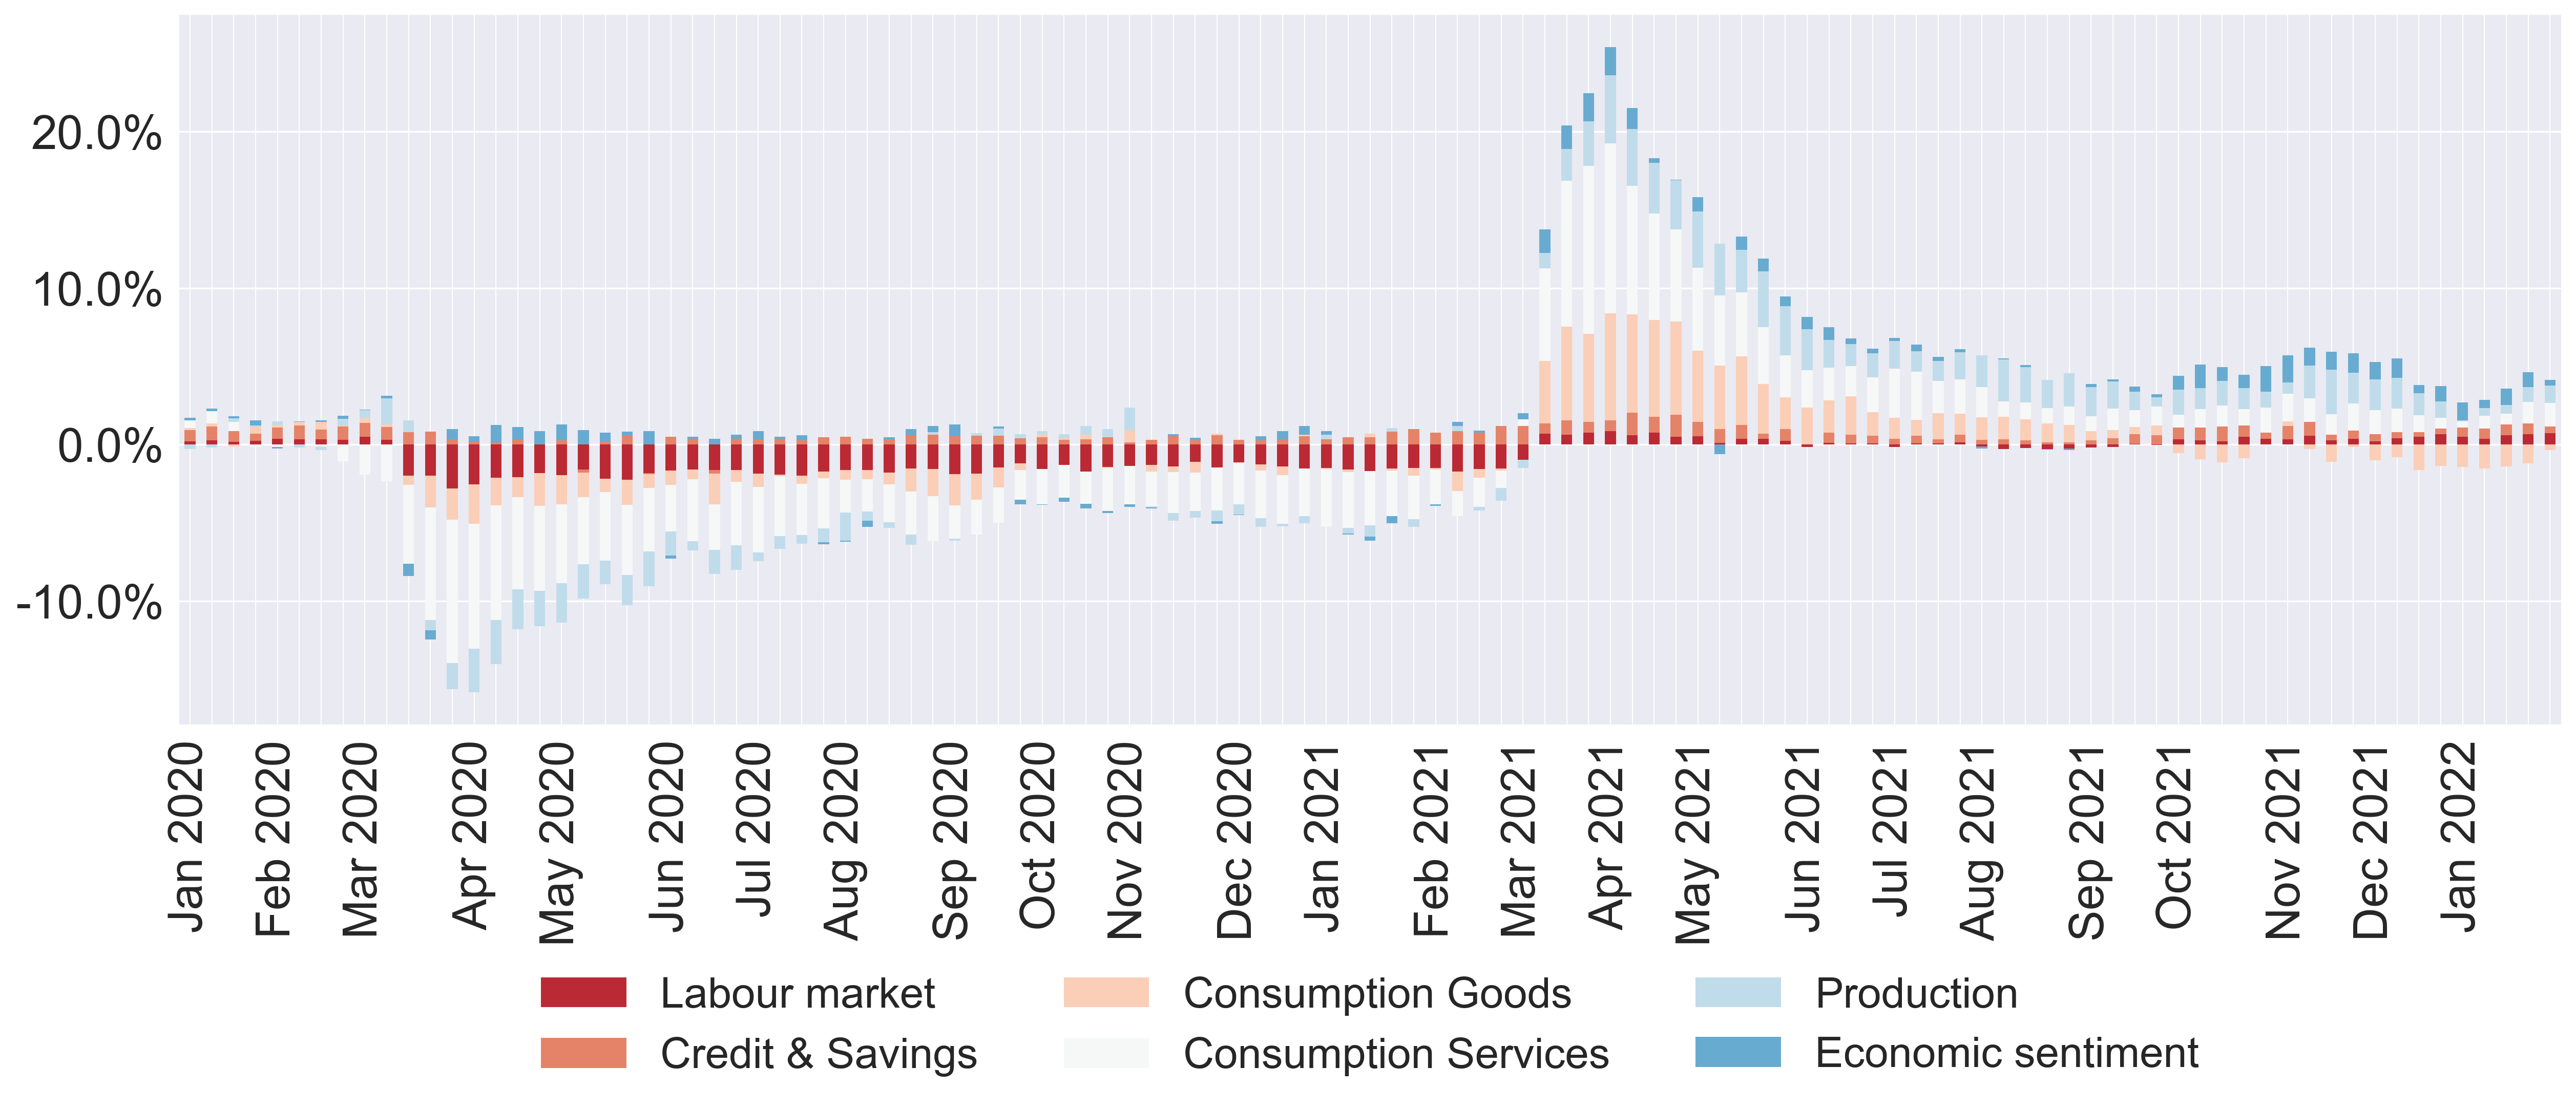 20.0%
10.0%
0.0%
-10.0%
Jan 2020
Feb 2020
Mar 2020
Apr 2020
May 2020
Jun 2020
Jul 2020
Aug 2020
Sep 2020
Oct 2020
Nov 2020
Dec 2020
Jan 2021
Feb 2021
Mar 2021
Apr 2021
May 2021
Jun 2021
Jul 2021
Aug 2021
Sep 2021
Oct 2021
Nov 2021
Dec 2021
Jan 2022
Labour market
Consumption Goods
Production
Credit & Savings
Consumption Services
Economic sentiment